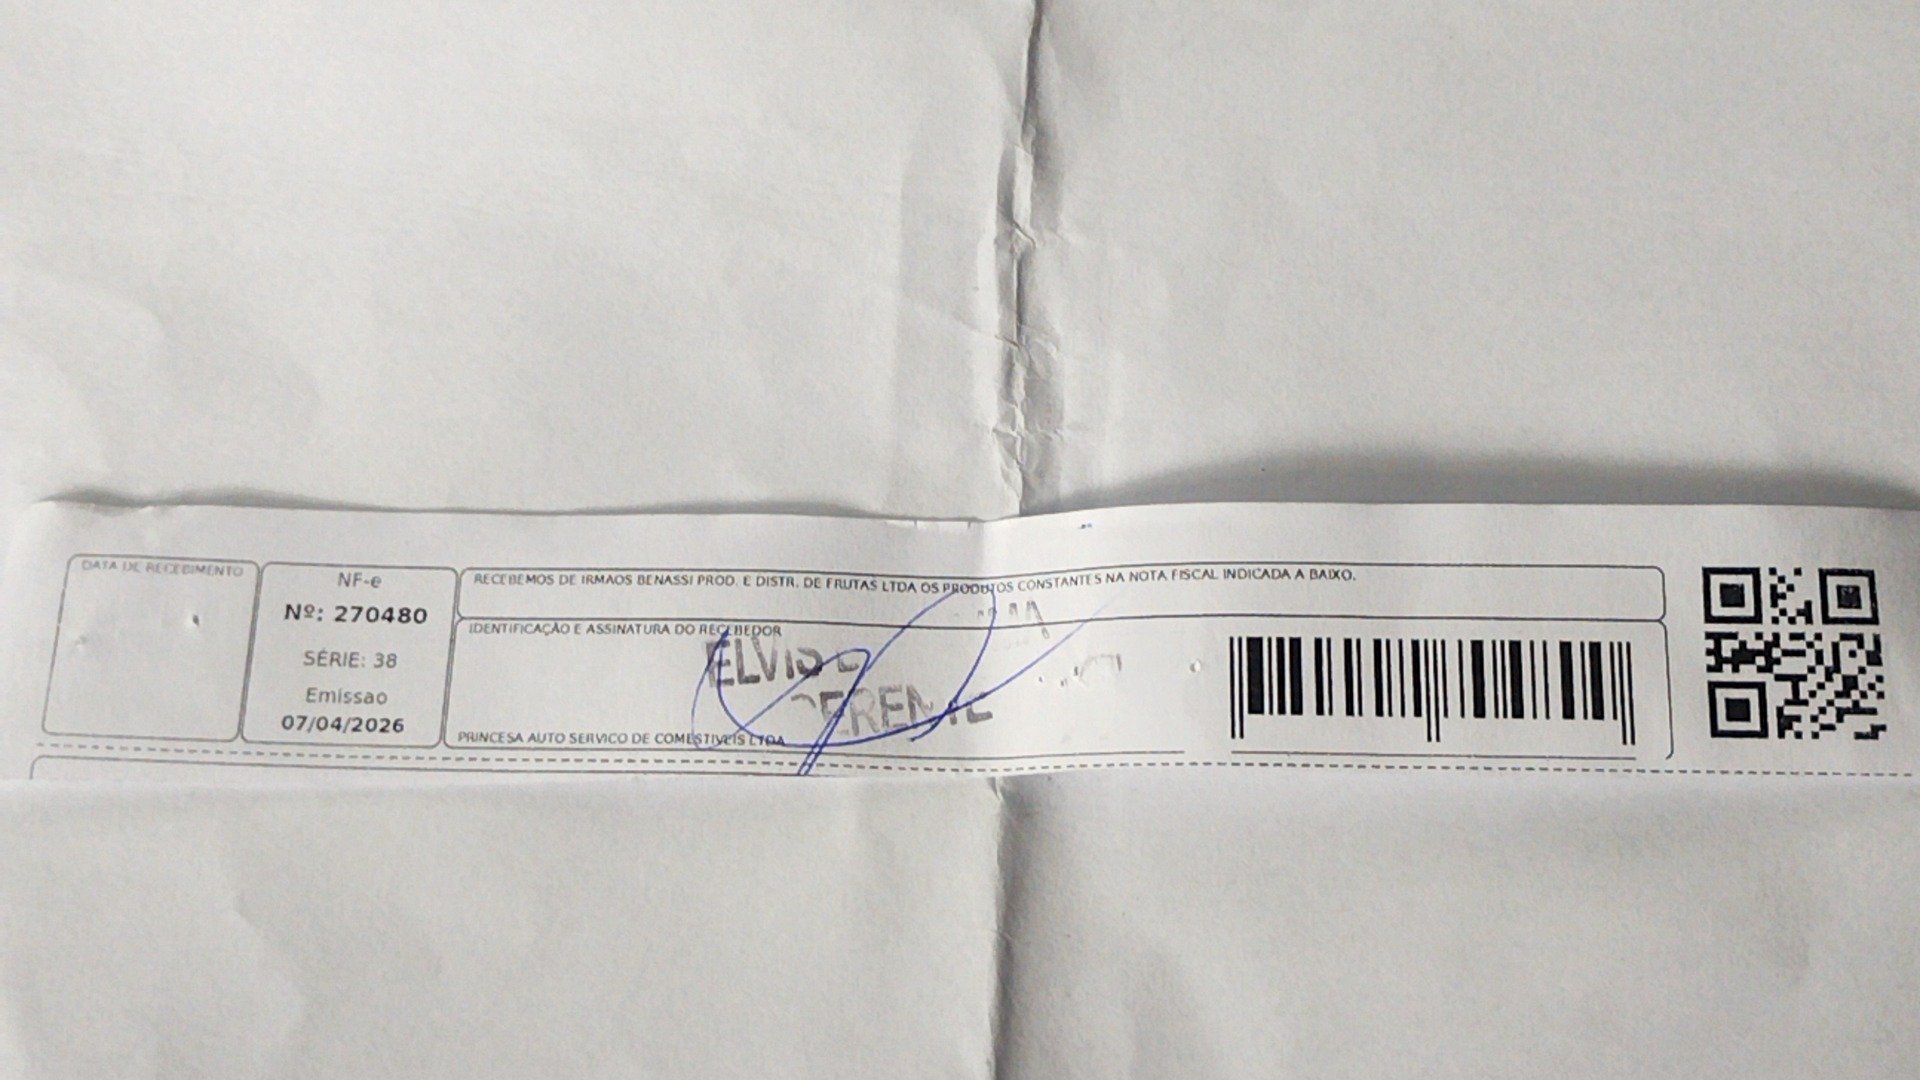 DATA DE RECEBIMENTO
NF-e
Nº: 270480
SÉRIE: 38
Emissao
07/04/2026
RECEBEMOS DE IRMAOS BENASSI PROD. E DISTR. DE FRUTAS LTDA OS PRODUTOS CONSTANTES NA NOTA FISCAL INDICADA A BAIXO.
IDENTIFICAÇÃO E ASSINATURA DO RECEBEDOR
ELVIS
GERENTE
PRINCESA AUTO SERVICO DE COMESTIVEIS LTDA